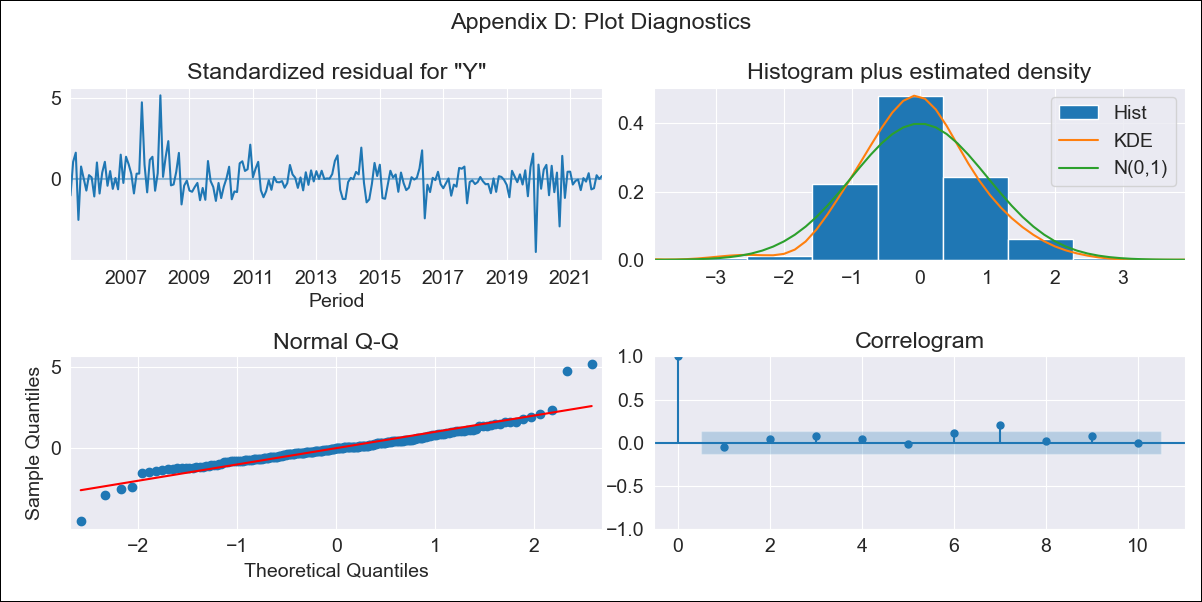 Appendix D: Plot Diagnostics
Standardized residual for "Y"
5
0
2007 2009 2011 2013 2015 2017 2019 2021
Period
Histogram plus estimated density
0.4
0.2
0.0
Hist
KDE
N(0,1)
−3 −2 −1 0 1 2 3
Normal Q-Q
Sample Quantiles
5
0
−2 −1 0 1 2
Theoretical Quantiles
Correlogram
1.0
0.5
0.0
−0.5
−1.0
0 2 4 6 8 10